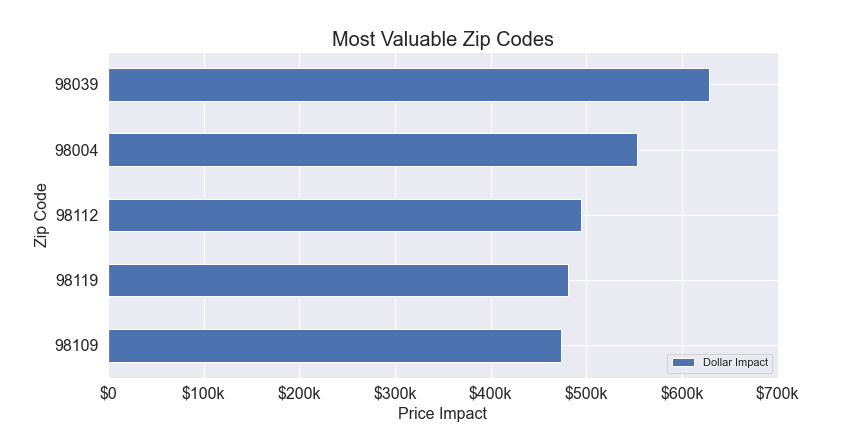 Most Valuable Zip Codes
Zip Code
98039
98004
98112
98119
98109
Dollar Impact
$0 $100k $200k $300k $400k $500k $600k $700k
Price Impact